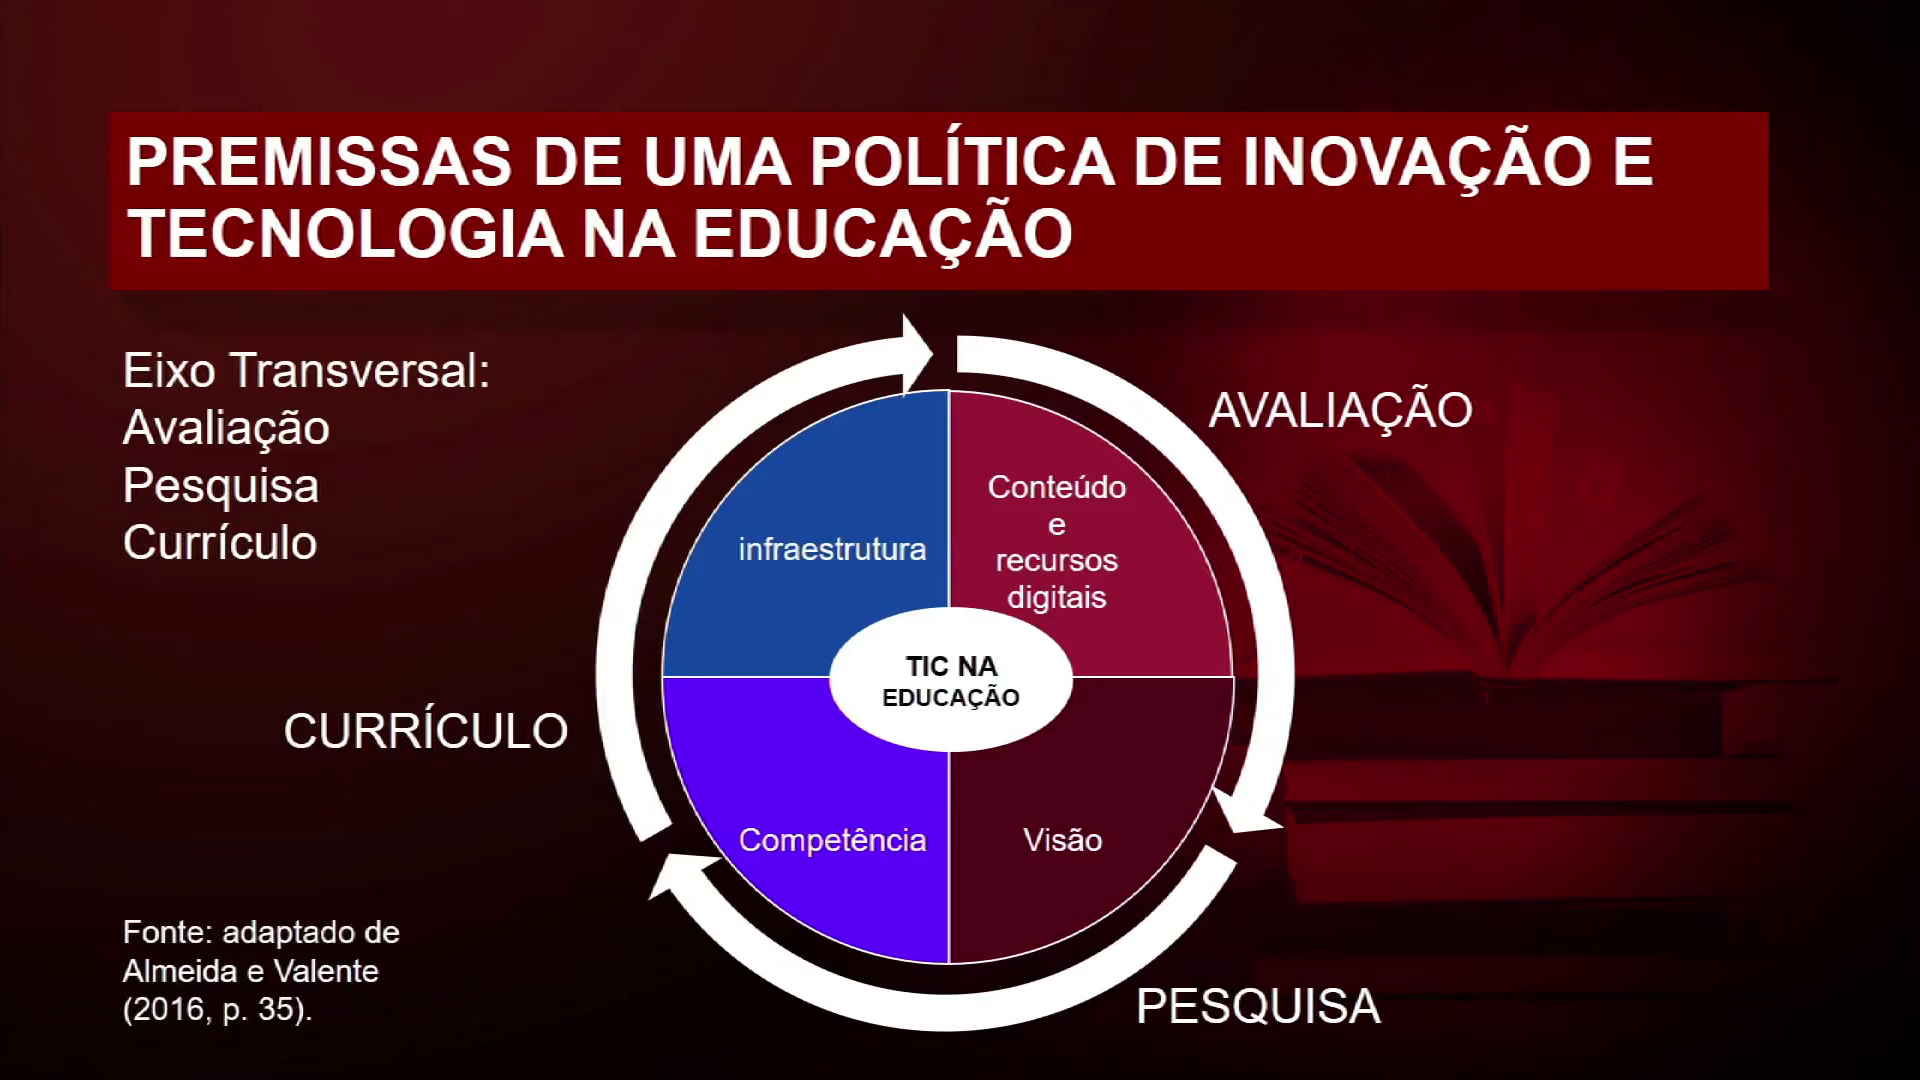 PREMISSAS DE UMA POLÍTICA DE INOVAÇÃO E
TECNOLOGIA NA EDUCAÇÃO
Eixo Transversal:
Avaliação
Pesquisa
Currículo
AVALIAÇÃO
Conteúdo
e
recursos
digitais
infraestrutura
TIC NA
EDUCAÇÃO
CURRÍCULO
Competência
Visão
PESQUISA
Fonte: adaptado de
Almeida e Valente
(2016, p. 35).